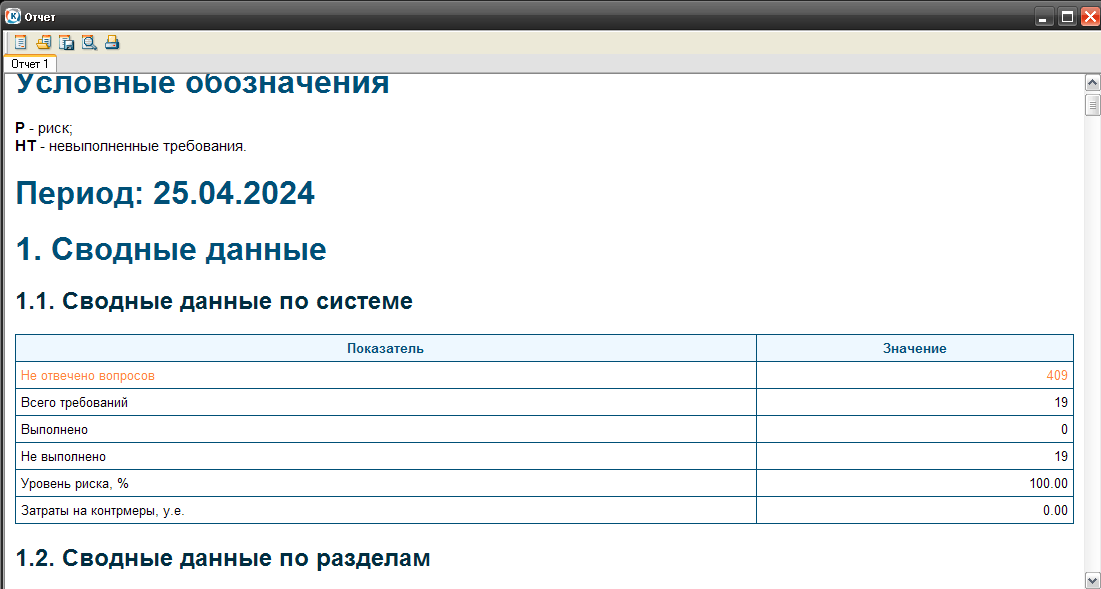 Отчет
Отчет 1
Условные обозначения
Р - риск;
НТ - невыполненные требования.
Период: 25.04.2024
1. Сводные данные
1.1. Сводные данные по системе
Показатель Значение
Не отвечено вопросов 409
Всего требований 19
Выполнено 0
Не выполнено 19
Уровень риска, % 100.00
Затраты на контрмеры, у.е. 0.00
1.2. Сводные данные по разделам